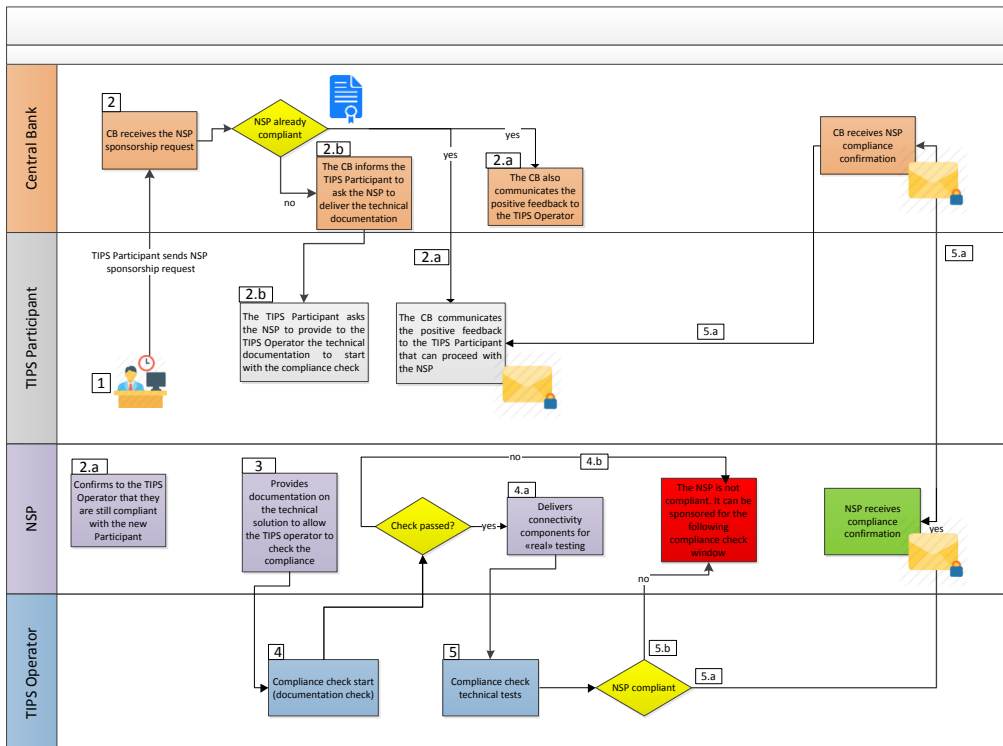 Central Bank
2
CB receives the NSP
sponsorship request
NSP already
compliant
yes
yes
no
2.b
The CB informs the
TIPS Participant to
ask the NSP to
deliver the technical
documentation
2.a
The CB also
communicates the
positive feedback to
the TIPS Operator
CB receives NSP
compliance
confirmation
TIPS Participant
TIPS Participant sends NSP
sponsorship request
1
2.b
The TIPS Participant asks
the NSP to provide to the
TIPS Operator the technical
documentation to start
with the compliance check
2.a
The CB communicates
the positive feedback
to the TIPS Participant
that can proceed with
the NSP
5.a
5.a
NSP
2.a
Confirms to the TIPS
Operator that they
are still compliant
with the new
Participant
3
Provides
documentation on
the technical
solution to allow
the TIPS operator to
check the
compliance
no
4.b
Check passed?
yes
4.a
Delivers
connectivity
components for
«real» testing
The NSP is not
compliant. It can be
sponsored for the
following
compliance check
window
NSP receives
compliance
confirmation
yes
no
TIPS Operator
4
Compliance check start
(documentation check)
5
Compliance check
technical tests
NSP compliant
5.b
5.a